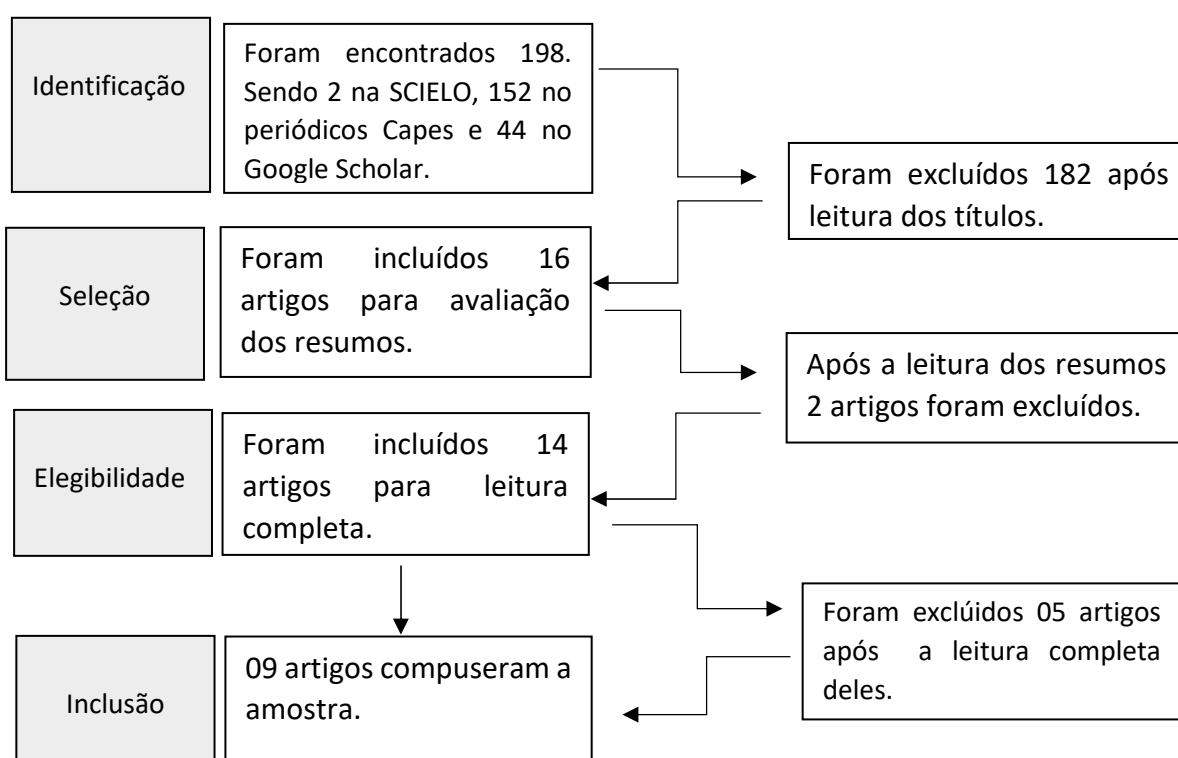 Identificação
Foram encontrados 198.
Sendo 2 na SCIELO, 152 no
periódicos Capes e 44 no
Google Scholar.
Foram excluídos 182 após
leitura dos títulos.
Seleção
Foram incluídos 16
artigos para avaliação
dos resumos.
Após a leitura dos resumos
2 artigos foram excluídos.
Elegibilidade
Foram incluídos 14
artigos para leitura
completa.
Foram exclúidos 05 artigos
após a leitura completa
deles.
Inclusão
09 artigos compuseram a
amostra.